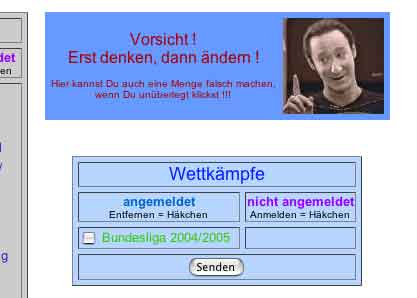 Vorsicht !
Erst denken, dann ändern !
Hier kannst Du auch eine Menge falsch machen,
wenn Du unüberlegt klickst !!!
det
en
g
Wettkämpfe
angemeldet
nicht angemeldet
Entfernen = Häkchen
Anmelden = Häkchen
Bundesliga 2004/2005
Senden